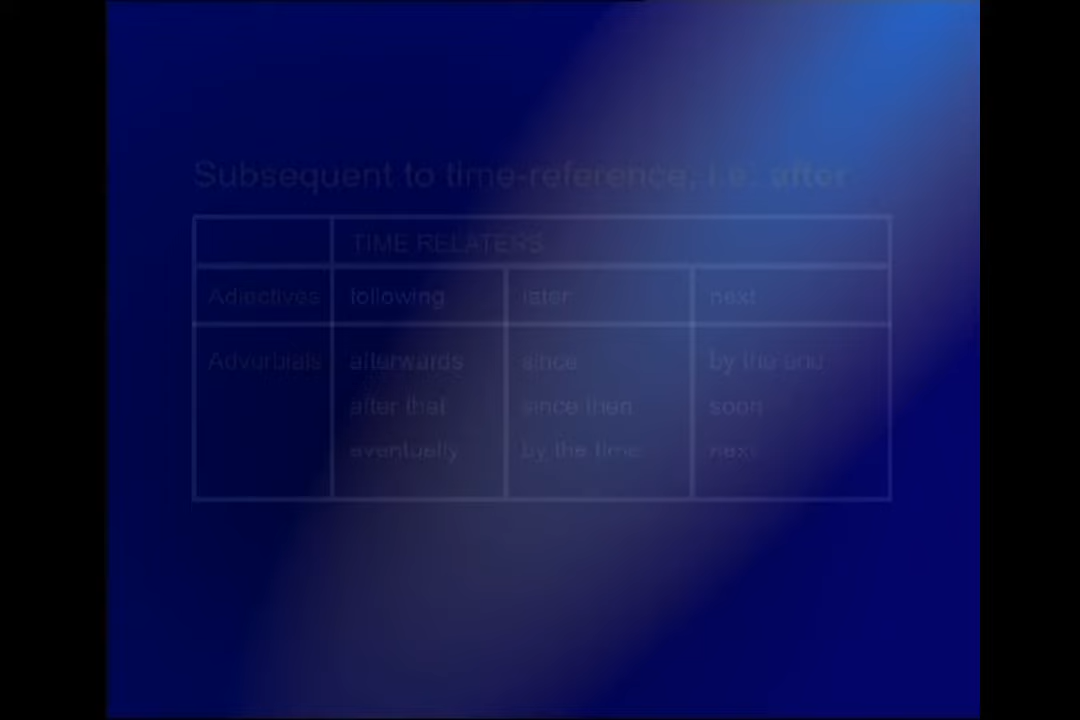 Subsequent to time-reference, i.e. after
TIME RELATERS
Adjectives following later next
Adverbials afterwards since by the end
after that since then soon
eventually by the time next